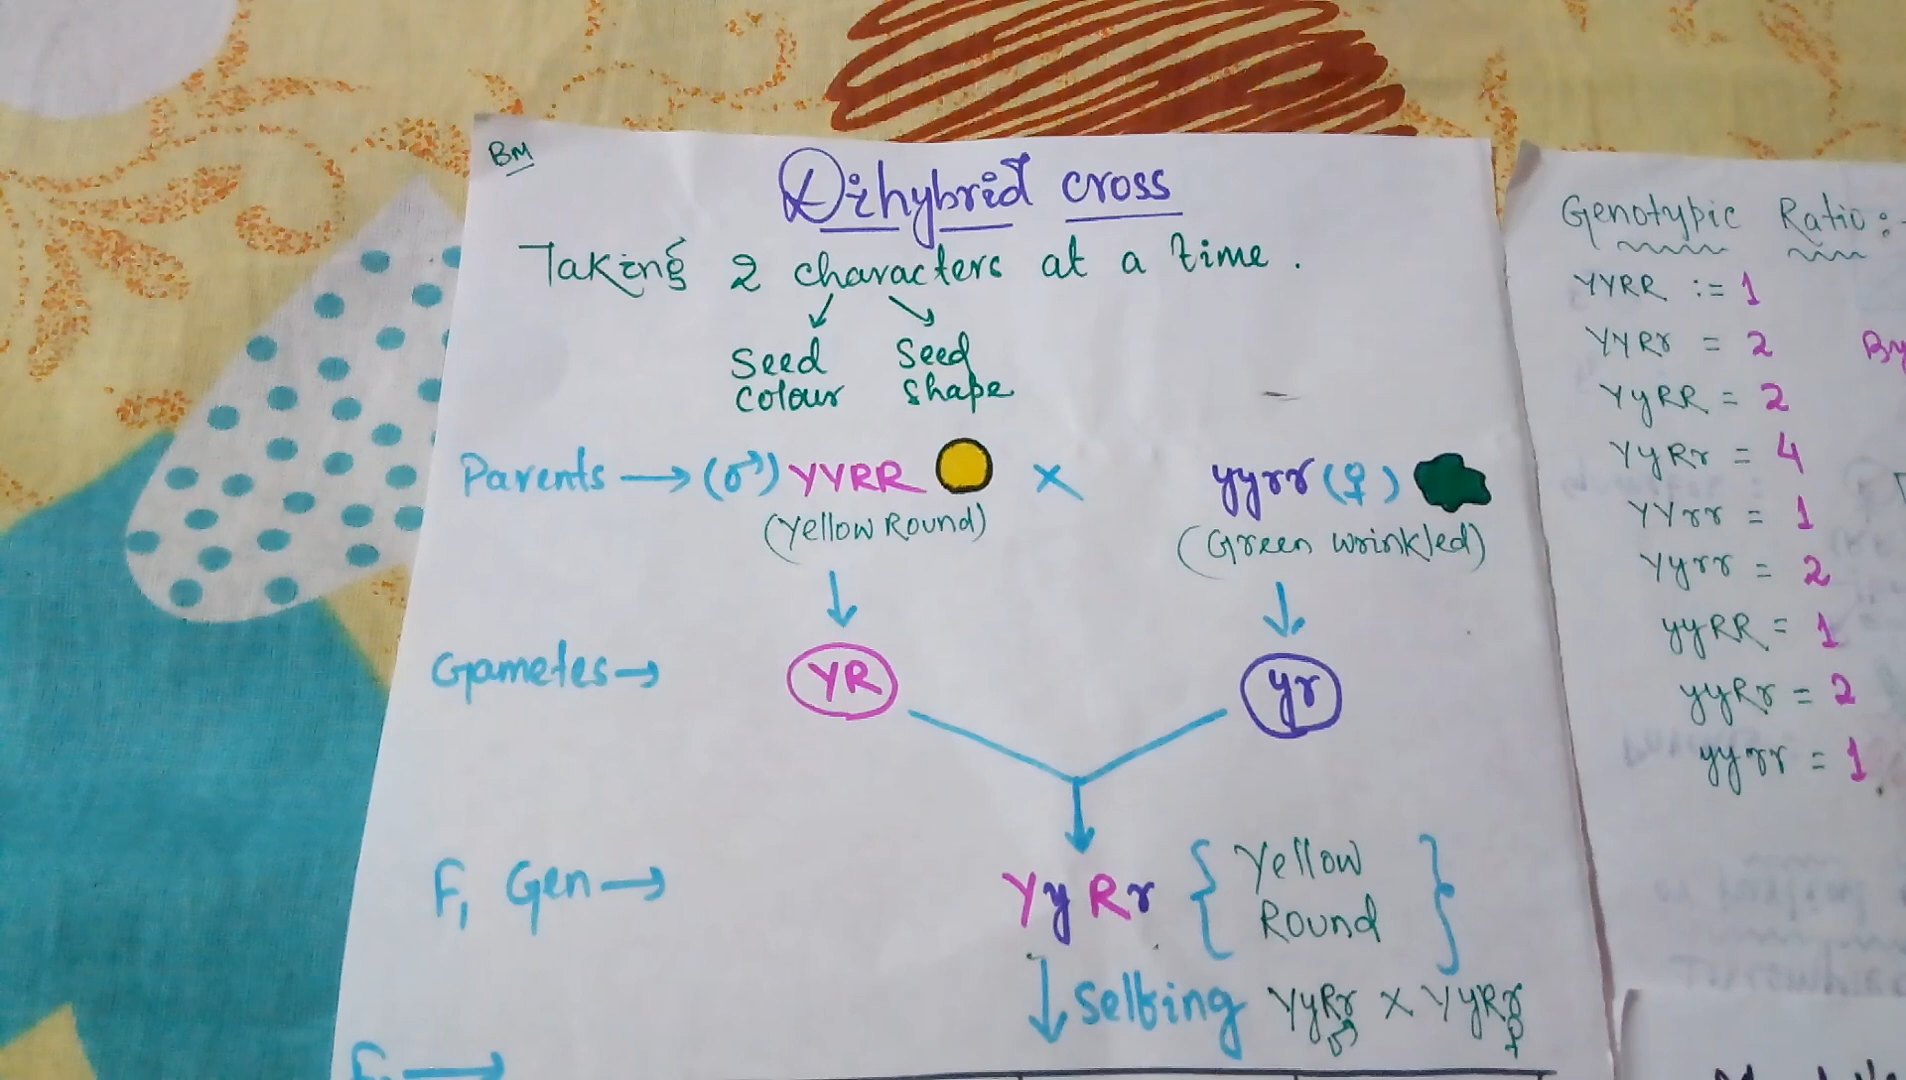 BM
Dihybrid cross
Taking 2 characters at a time.
Seed colour
Seed shape
Parents → (♂) YYRR × yyrr (♀)
(Yellow Round) (Green wrinkled)
Gametes → YR yr
F₁ Gen → YyRr { Yellow Round }
↓ selfing YyRr ♂ × YyRr ♀
Genotypic Ratio:-
YYRR := 1
YYRr = 2
YyRR = 2
YyRr = 4
YYrr = 1
Yyrr = 2
yyRR = 1
yyRr = 2
yyrr = 1